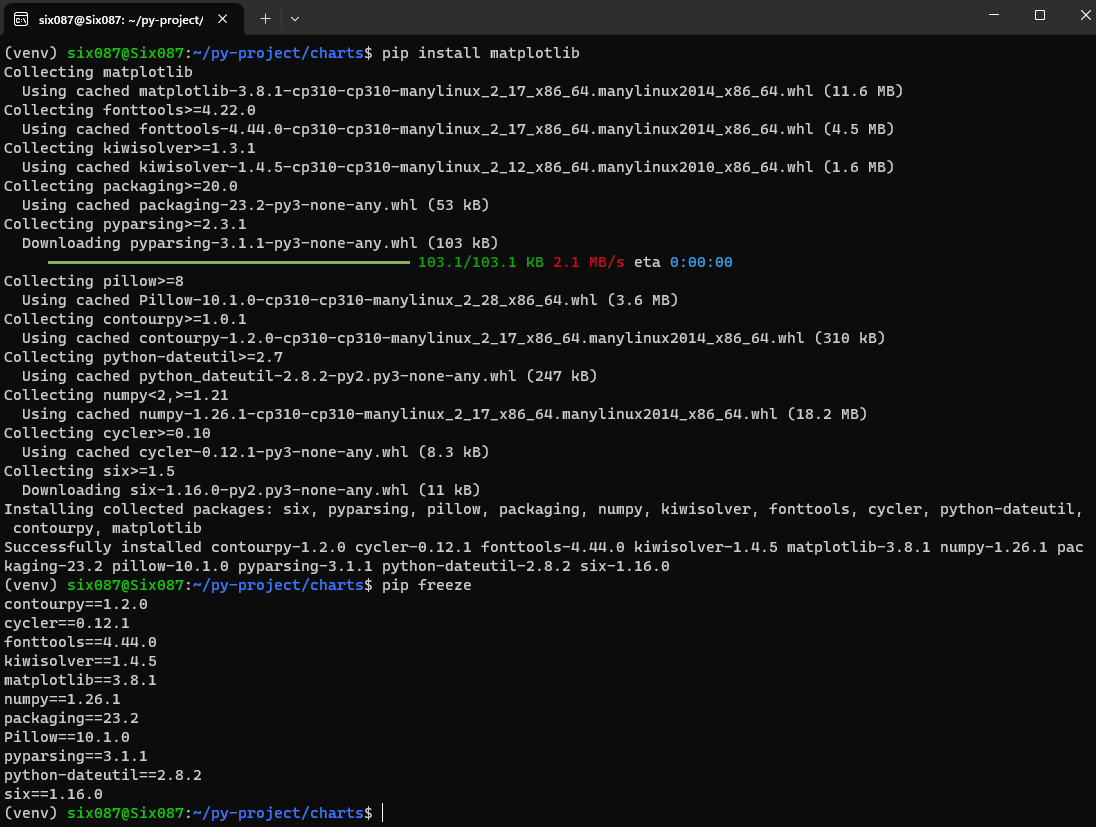 six087@Six087: ~/py-project/
(venv) six087@Six087:~/py-project/charts$ pip install matplotlib
Collecting matplotlib
  Using cached matplotlib-3.8.1-cp310-cp310-manylinux_2_17_x86_64.manylinux2014_x86_64.whl (11.6 MB)
Collecting fonttools>=4.22.0
  Using cached fonttools-4.44.0-cp310-cp310-manylinux_2_17_x86_64.manylinux2014_x86_64.whl (4.5 MB)
Collecting kiwisolver>=1.3.1
  Using cached kiwisolver-1.4.5-cp310-cp310-manylinux_2_12_x86_64.manylinux2010_x86_64.whl (1.6 MB)
Collecting packaging>=20.0
  Using cached packaging-23.2-py3-none-any.whl (53 kB)
Collecting pyparsing>=2.3.1
  Downloading pyparsing-3.1.1-py3-none-any.whl (103 kB)
103.1/103.1 KB 2.1 MB/s eta 0:00:00
Collecting pillow>=8
  Using cached Pillow-10.1.0-cp310-cp310-manylinux_2_28_x86_64.whl (3.6 MB)
Collecting contourpy>=1.0.1
  Using cached contourpy-1.2.0-cp310-cp310-manylinux_2_17_x86_64.manylinux2014_x86_64.whl (310 kB)
Collecting python-dateutil>=2.7
  Using cached python_dateutil-2.8.2-py2.py3-none-any.whl (247 kB)
Collecting numpy<2,>=1.21
  Using cached numpy-1.26.1-cp310-cp310-manylinux_2_17_x86_64.manylinux2014_x86_64.whl (18.2 MB)
Collecting cycler>=0.10
  Using cached cycler-0.12.1-py3-none-any.whl (8.3 kB)
Collecting six>=1.5
  Downloading six-1.16.0-py2.py3-none-any.whl (11 kB)
Installing collected packages: six, pyparsing, pillow, packaging, numpy, kiwisolver, fonttools, cycler, python-dateutil,
 contourpy, matplotlib
Successfully installed contourpy-1.2.0 cycler-0.12.1 fonttools-4.44.0 kiwisolver-1.4.5 matplotlib-3.8.1 numpy-1.26.1 pac
kaging-23.2 pillow-10.1.0 pyparsing-3.1.1 python-dateutil-2.8.2 six-1.16.0
(venv) six087@Six087:~/py-project/charts$ pip freeze
contourpy==1.2.0
cycler==0.12.1
fonttools==4.44.0
kiwisolver==1.4.5
matplotlib==3.8.1
numpy==1.26.1
packaging==23.2
Pillow==10.1.0
pyparsing==3.1.1
python-dateutil==2.8.2
six==1.16.0
(venv) six087@Six087:~/py-project/charts$